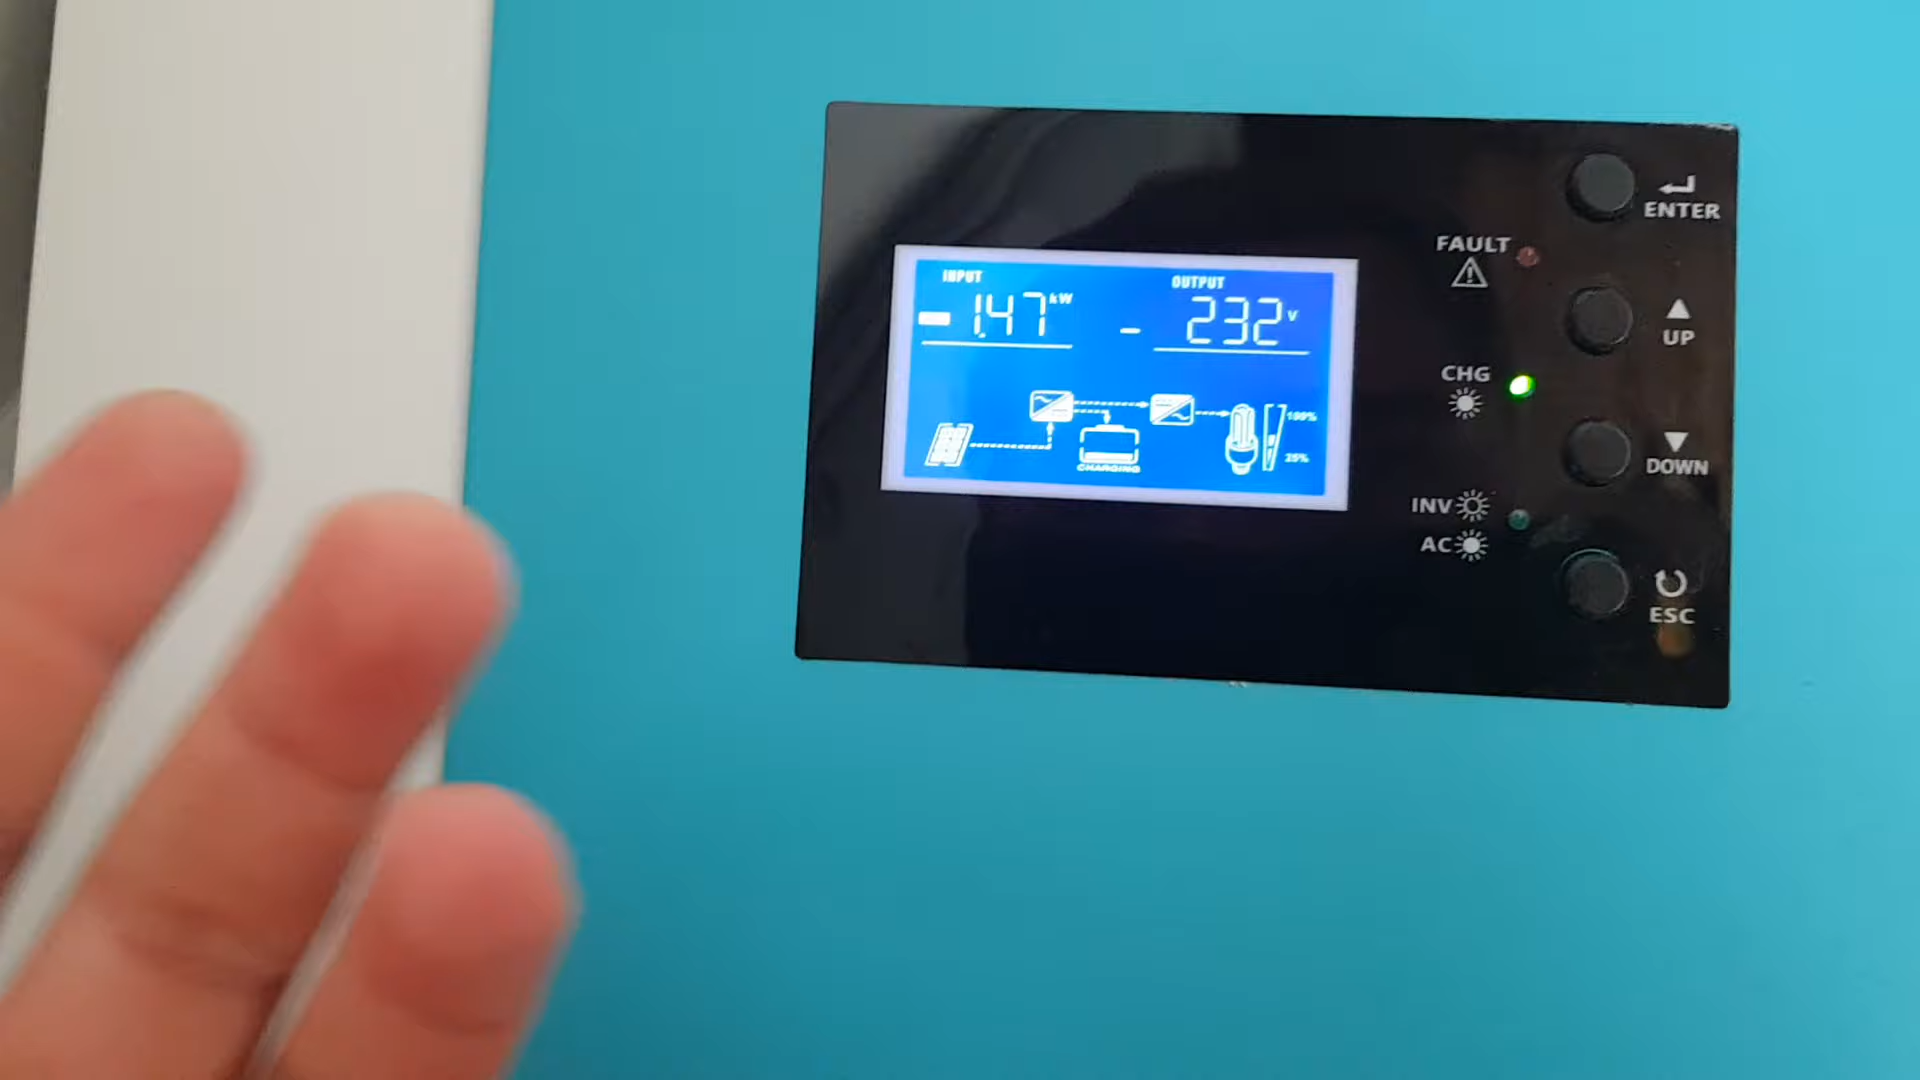 INPUT
OUTPUT
1.47 kW
- 232 V
100%
25%
CHARGING
ENTER
FAULT
UP
CHG
DOWN
INV
AC
ESC